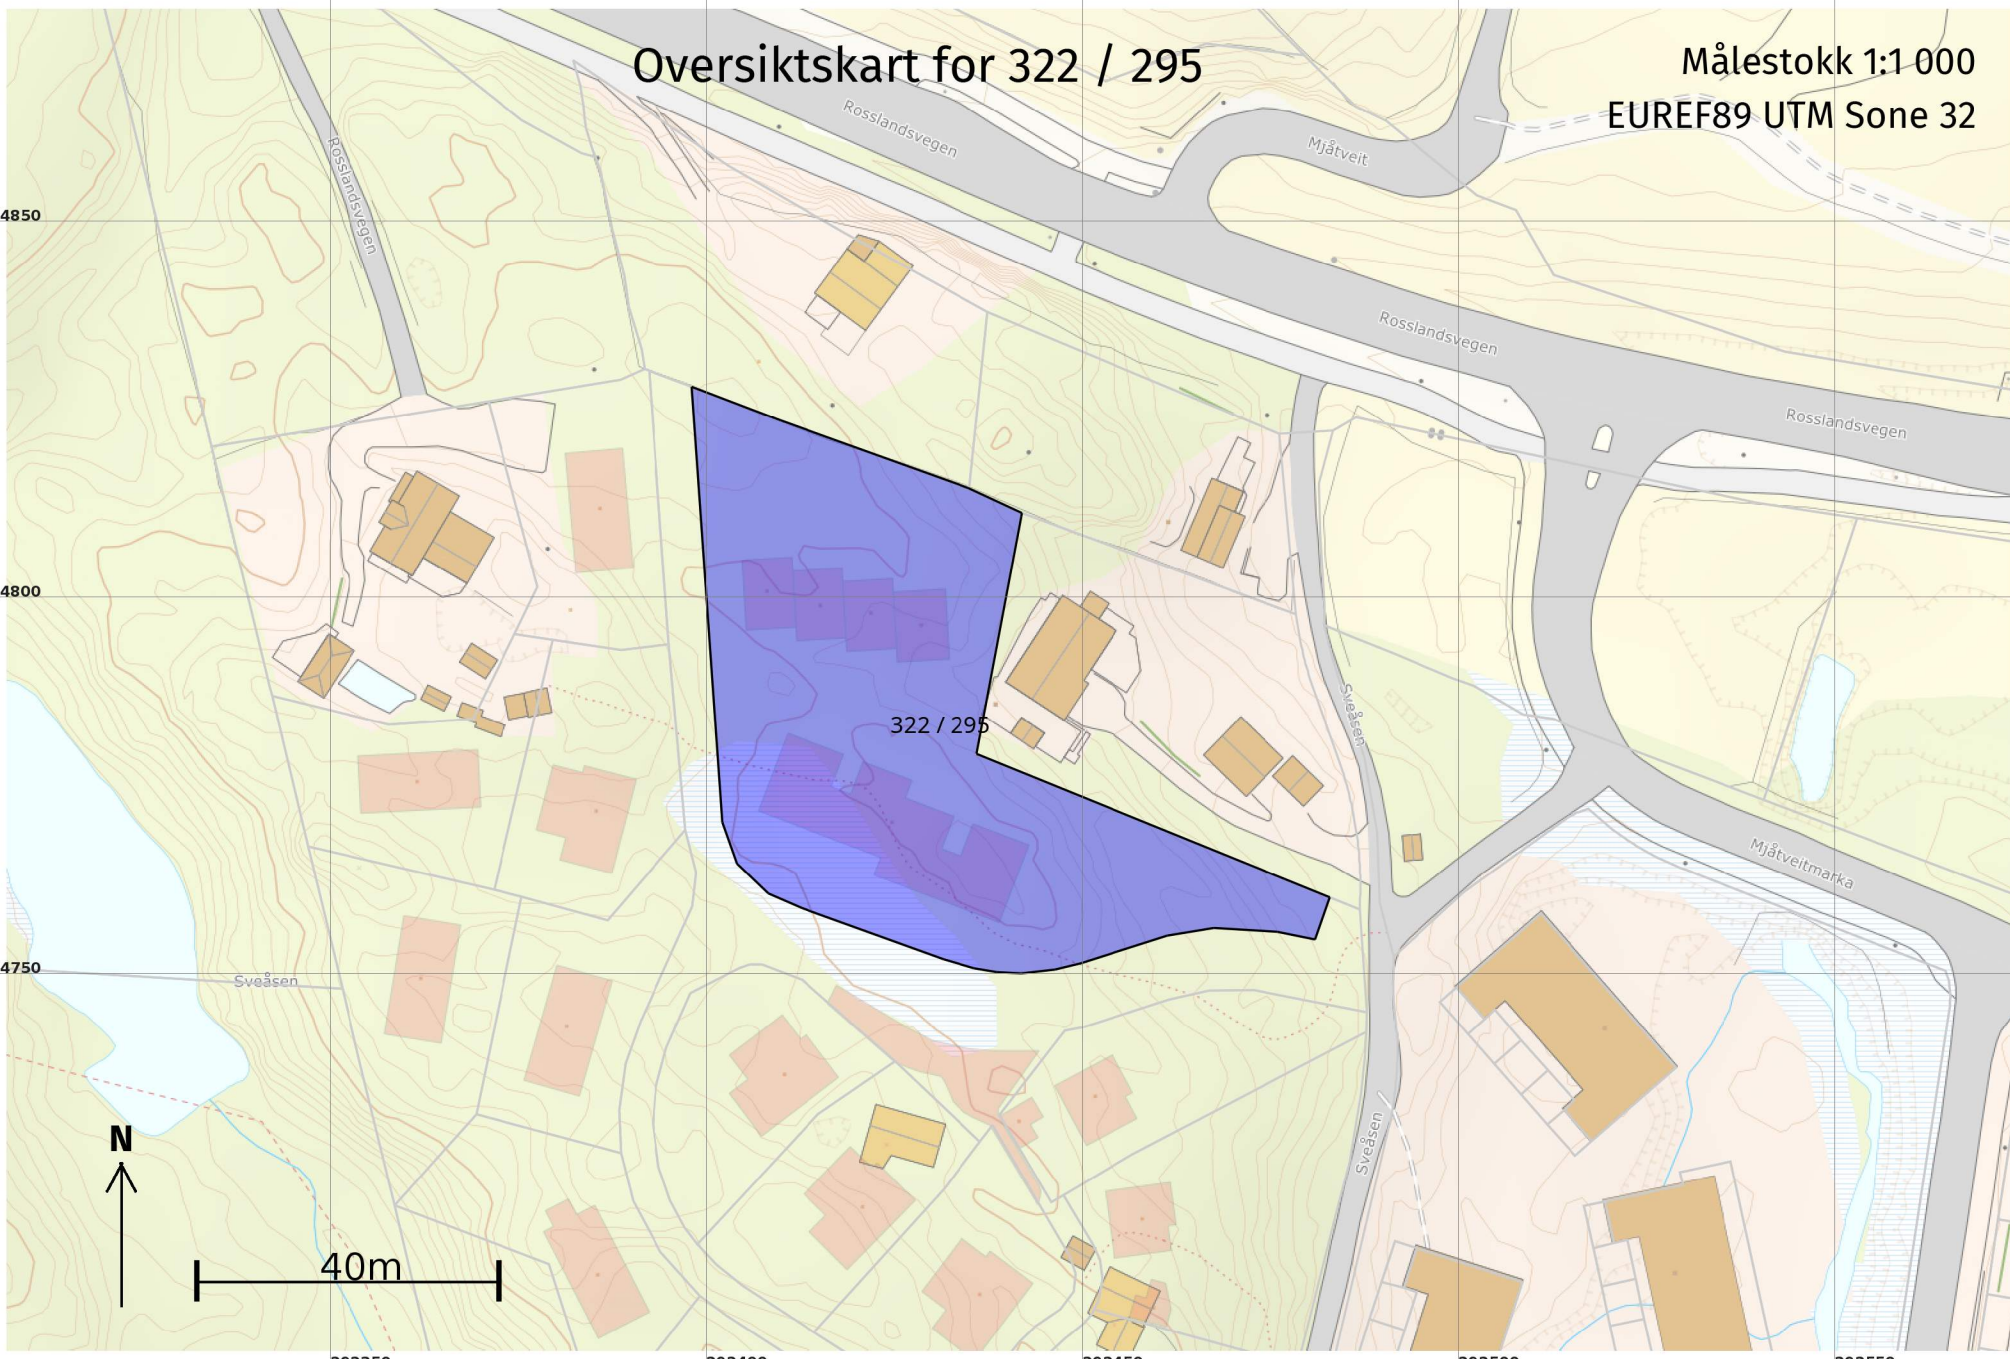 Oversiktskart for 322 / 295
Målestokk 1:1 000
EUREF89 UTM Sone 32
Rosslandsvegen
Mjåtveit
Rosslandsvegen
4850
Rosslandsvegen
Rosslandsvegen
4800
Sveåsen
322 / 295
Mjåtveitmarka
4750
Sveåsen
Sveåsen
N
40m